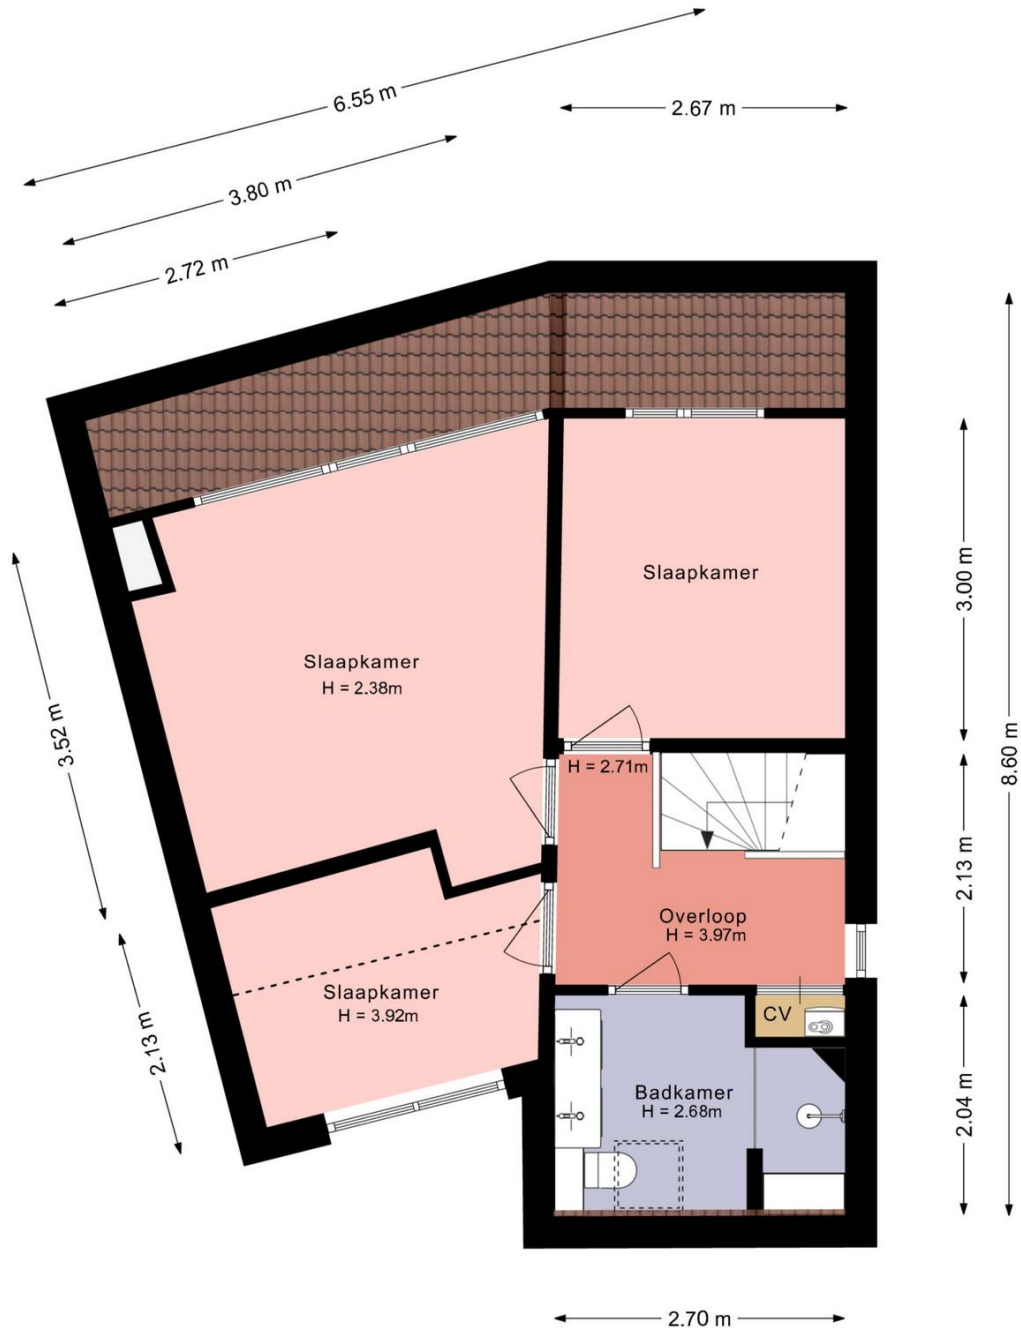 6.55 m
2.67 m
3.80 m
2.72 m
Slaapkamer
3.00 m
Slaapkamer
H = 2.38m
3.52 m
8.60 m
H = 2.71m
2.13 m
Overloop
H = 3.97m
Slaapkamer
H = 3.92m
CV
2.13 m
Badkamer
H = 2.68m
2.04 m
2.70 m